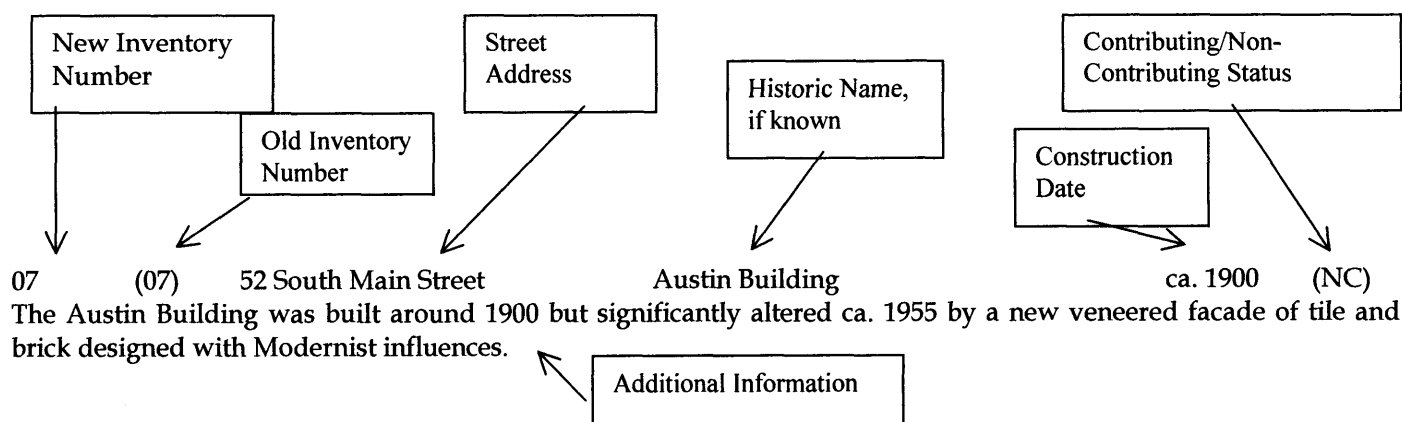 New Inventory
Number
Street
Address
Contributing/Non-
Contributing Status
Historic Name,
if known
Old Inventory
Number
Construction
Date
07 (07) 52 South Main Street Austin Building ca. 1900 (NC)
The Austin Building was built around 1900 but significantly altered ca. 1955 by a new veneered facade of tile and
brick designed with Modernist influences.
Additional Information